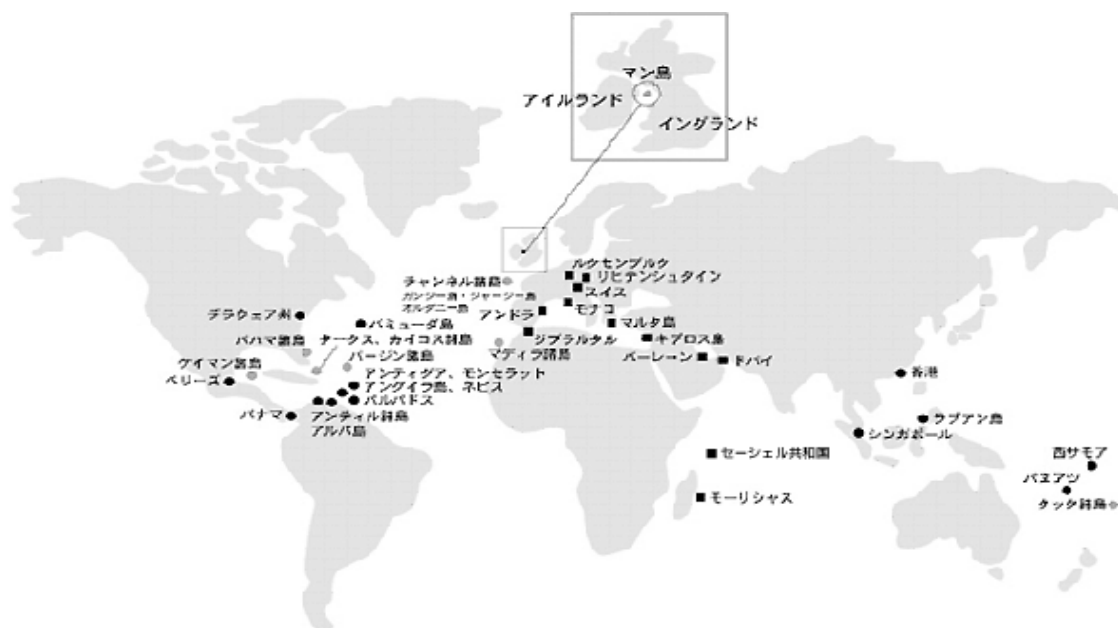 マン島
アイルランド
イングランド
ルクセンブルク
リヒテンシュタイン
スイス
モナコ
チャンネル諸島
ガンジー島・ジャージー島
オルダニー島
アンドラ
マルタ島
ジブラルタル
キプロス島
マディラ諸島
バーレーン
ドバイ
デラウェア州
バミューダ島
タークス、カイコス諸島
バハマ諸島
バージン諸島
ケイマン諸島
アンティグア、モンセラット
ベリーズ
アングイラ島、ネビス
バルバドス
パナマ
アンティル諸島
アルバ島
香港
ラブアン島
シンガポール
セーシェル共和国
モーリシャス
西サモア
バヌアツ
クック諸島